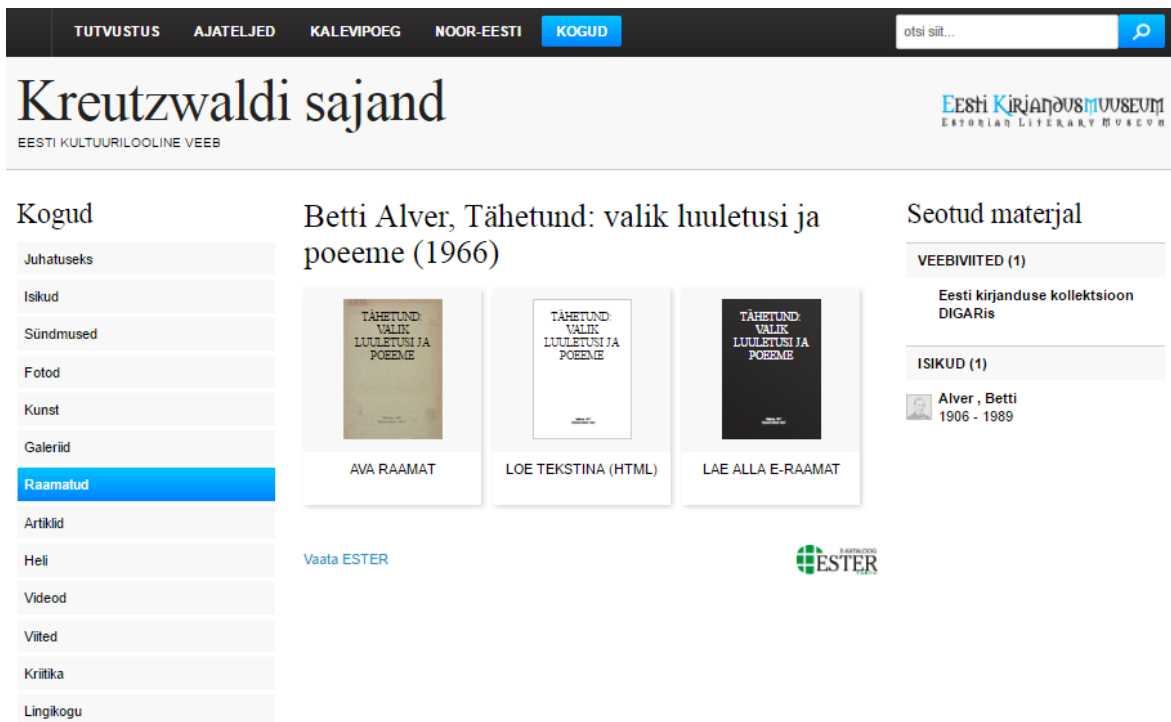 TUTVUSTUS AJATELJED KALEVIPOEG NOOR-EESTI KOGUD otsi siit...
Kreutzwaldi sajand
EESTI KULTUURILOOLINE VEEB
EESti KiRjANDUSMUUSEUM
EstoniAn LitERARY MusEum
Kogud
Juhatuseks
Isikud
Sündmused
Fotod
Kunst
Galeriid
Raamatud
Artiklid
Heli
Videod
Viited
Kriitika
Lingikogu
Betti Alver, Tähetund: valik luuletusi ja
poeeme (1966)
TÄHETUND:
VALIK
LUULETUSI JA
POEEME
AVA RAAMAT
TÄHETUND:
VALIK
LUULETUSI JA
POEEME
LOE TEKSTINA (HTML)
TÄHETUND:
VALIK
LUULETUSI JA
POEEME
LAE ALLA E-RAAMAT
Vaata ESTER
E-KATALOOG
ESTER
Seotud materjal
VEEBIVIITED (1)
Eesti kirjanduse kollektsioon
DIGARis
ISIKUD (1)
Alver , Betti
1906 - 1989